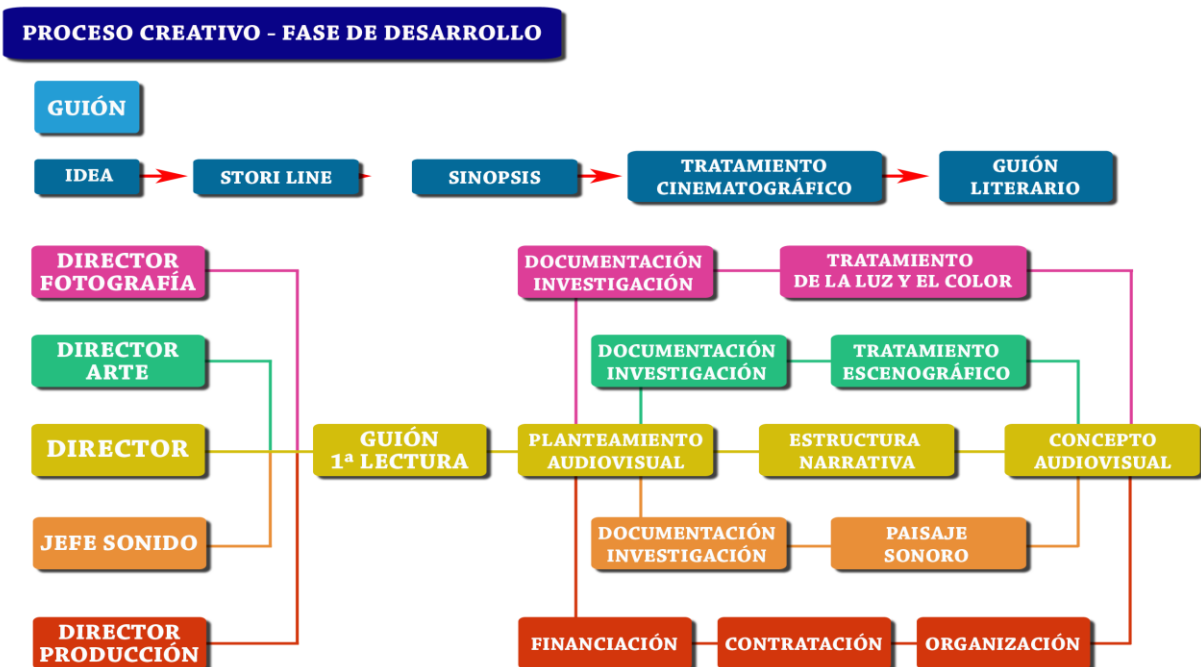 PROCESO CREATIVO - FASE DE DESARROLLO
GUIÓN
IDEA
STORI LINE
SINOPSIS
TRATAMIENTO
CINEMATOGRÁFICO
GUIÓN
LITERARIO
DIRECTOR
FOTOGRAFÍA
DOCUMENTACIÓN
INVESTIGACIÓN
TRATAMIENTO
DE LA LUZ Y EL COLOR
DIRECTOR
ARTE
DOCUMENTACIÓN
INVESTIGACIÓN
TRATAMIENTO
ESCENOGRÁFICO
DIRECTOR
GUIÓN
1ª LECTURA
PLANTEAMIENTO
AUDIOVISUAL
ESTRUCTURA
NARRATIVA
CONCEPTO
AUDIOVISUAL
JEFE SONIDO
DOCUMENTACIÓN
INVESTIGACIÓN
PAISAJE
SONORO
DIRECTOR
PRODUCCIÓN
FINANCIACIÓN
CONTRATACIÓN
ORGANIZACIÓN